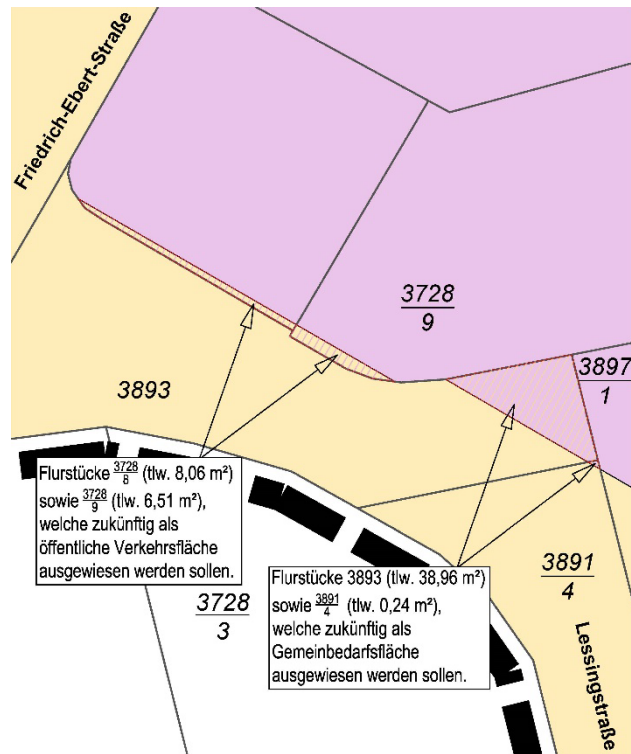 Friedrich-Ebert-Straße
3728
9
3897
1
3893
Flurstücke 3728/8 (tlw. 8,06 m²)
sowie 3728/9 (tlw. 6,51 m²),
welche zukünftig als
öffentliche Verkehrsfläche
ausgewiesen werden sollen.
3891
4
Flurstücke 3893 (tlw. 38,96 m²)
sowie 3891/4 (tlw. 0,24 m²),
welche zukünftig als
Gemeinbedarfsfläche
ausgewiesen werden sollen.
3728
3
Lessingstraße